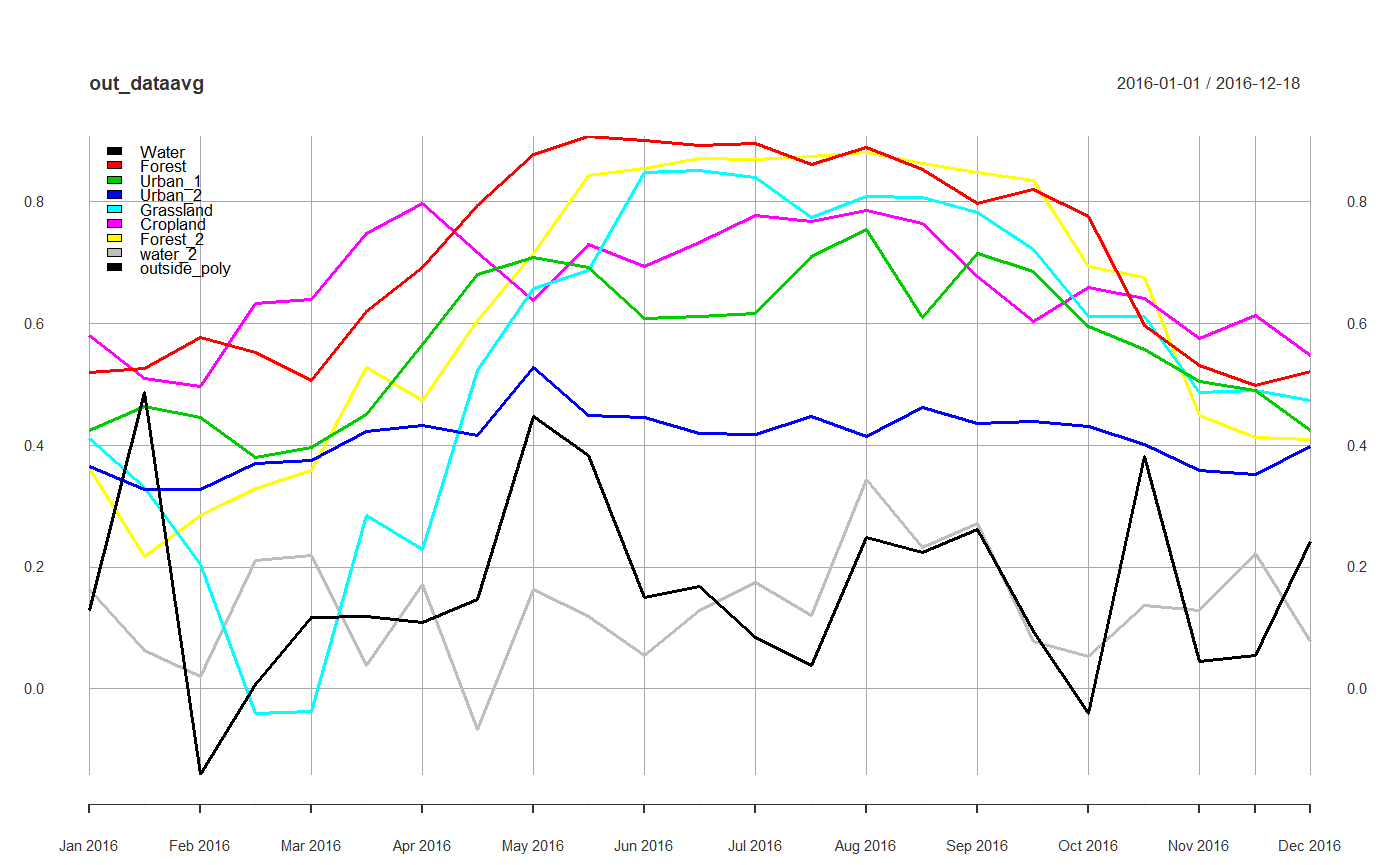 out_dataavg
2016-01-01 / 2016-12-18
Water
Forest
Urban_1
Urban_2
Grassland
Cropland
Forest_2
water_2
outside_poly
0.8 0.8
0.6 0.6
0.4 0.4
0.2 0.2
0.0 0.0
Jan 2016 Feb 2016 Mar 2016 Apr 2016 May 2016 Jun 2016 Jul 2016 Aug 2016 Sep 2016 Oct 2016 Nov 2016 Dec 2016